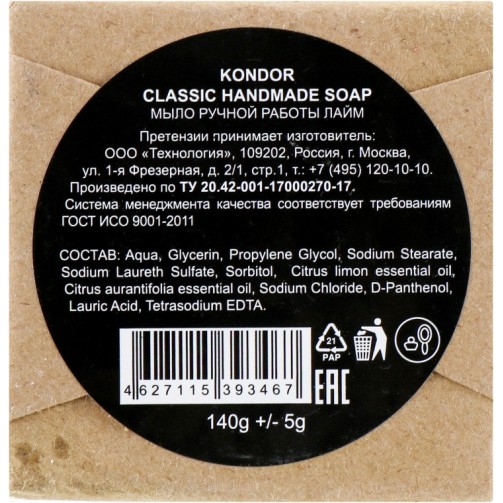 KONDOR
CLASSIC HANDMADE SOAP
МЫЛО РУЧНОЙ РАБОТЫ ЛАЙМ
Претензии принимает изготовитель:
ООО «Технология», 109202, Россия, г. Москва,
ул. 1-я Фрезерная, д. 2/1, стр.1, т.: +7 (495) 120-10-10.
Произведено по ТУ 20.42-001-17000270-17.
Система менеджмента качества соответствует требованиям
ГОСТ ИСО 9001-2011
СОСТАВ: Aqua, Glycerin, Propylene Glycol, Sodium Stearate,
Sodium Laureth Sulfate, Sorbitol, Citrus limon essential oil,
Citrus aurantifolia essential oil, Sodium Chloride, D-Panthenol,
Lauric Acid, Tetrasodium EDTA.
4 627115 393467
21
PAP
EAC
140g +/- 5g